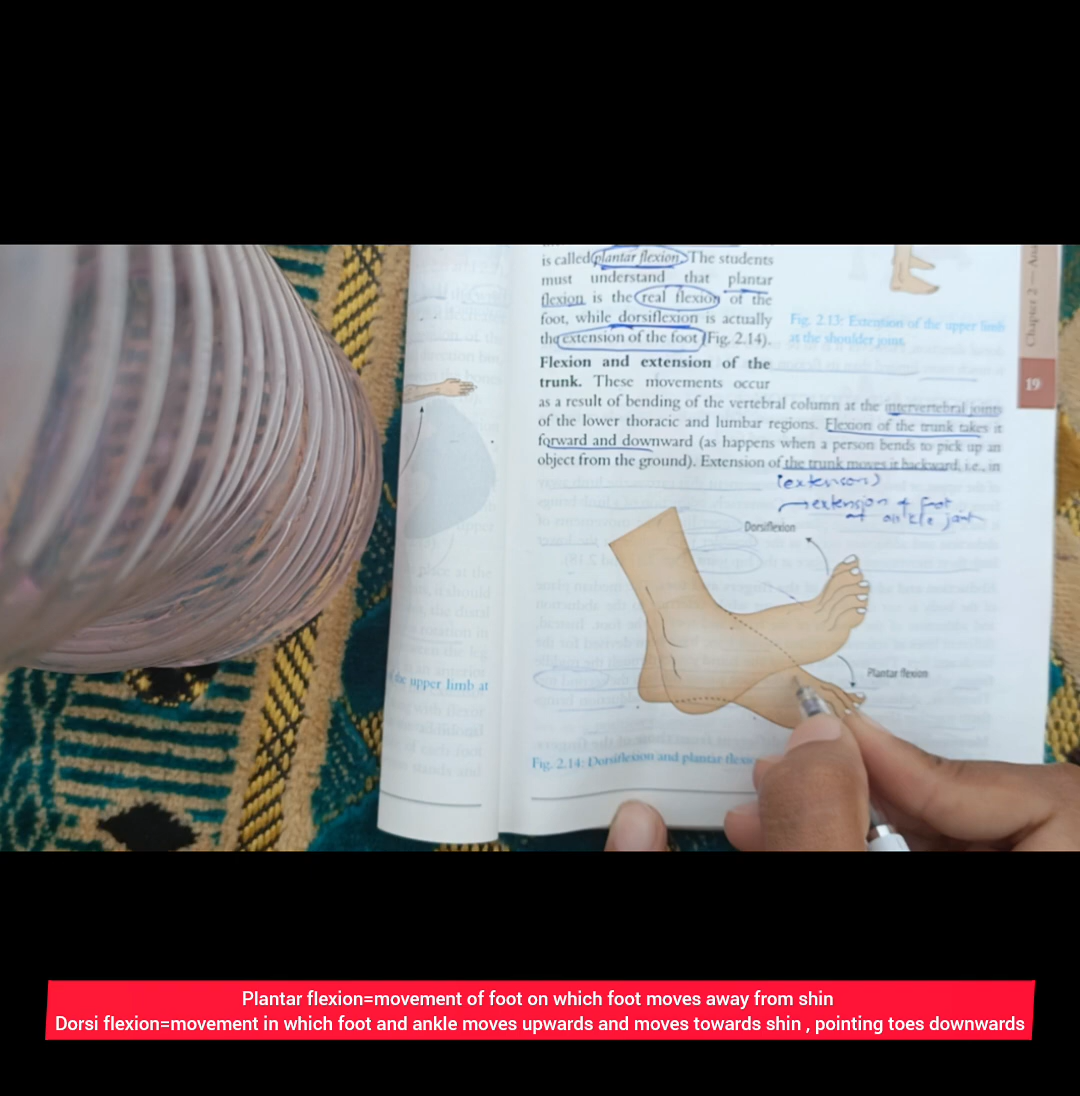 is called plantar flexion. The students
must understand that plantar
flexion is the real flexion of the
foot, while dorsiflexion is actually
the extension of the foot (Fig. 2.14).
Fig. 2.13: Extention of the upper limb
at the shoulder joint.
Chapter 2 — Ana
19
Flexion and extension of the
trunk. These movements occur
as a result of bending of the vertebral column at the intervertebral joints
of the lower thoracic and lumbar regions. Flexion of the trunk takes it
forward and downward (as happens when a person bends to pick up an
object from the ground). Extension of the trunk moves it backward, i.e., in
(extenson)
→ extension of foot
at ankle joint
Dorsiflexion
Plantar flexion
the upper limb at
Fig. 2.14: Dorsiflexion and plantar flexio
Plantar flexion=movement of foot on which foot moves away from shin
Dorsi flexion=movement in which foot and ankle moves upwards and moves towards shin , pointing toes downwards